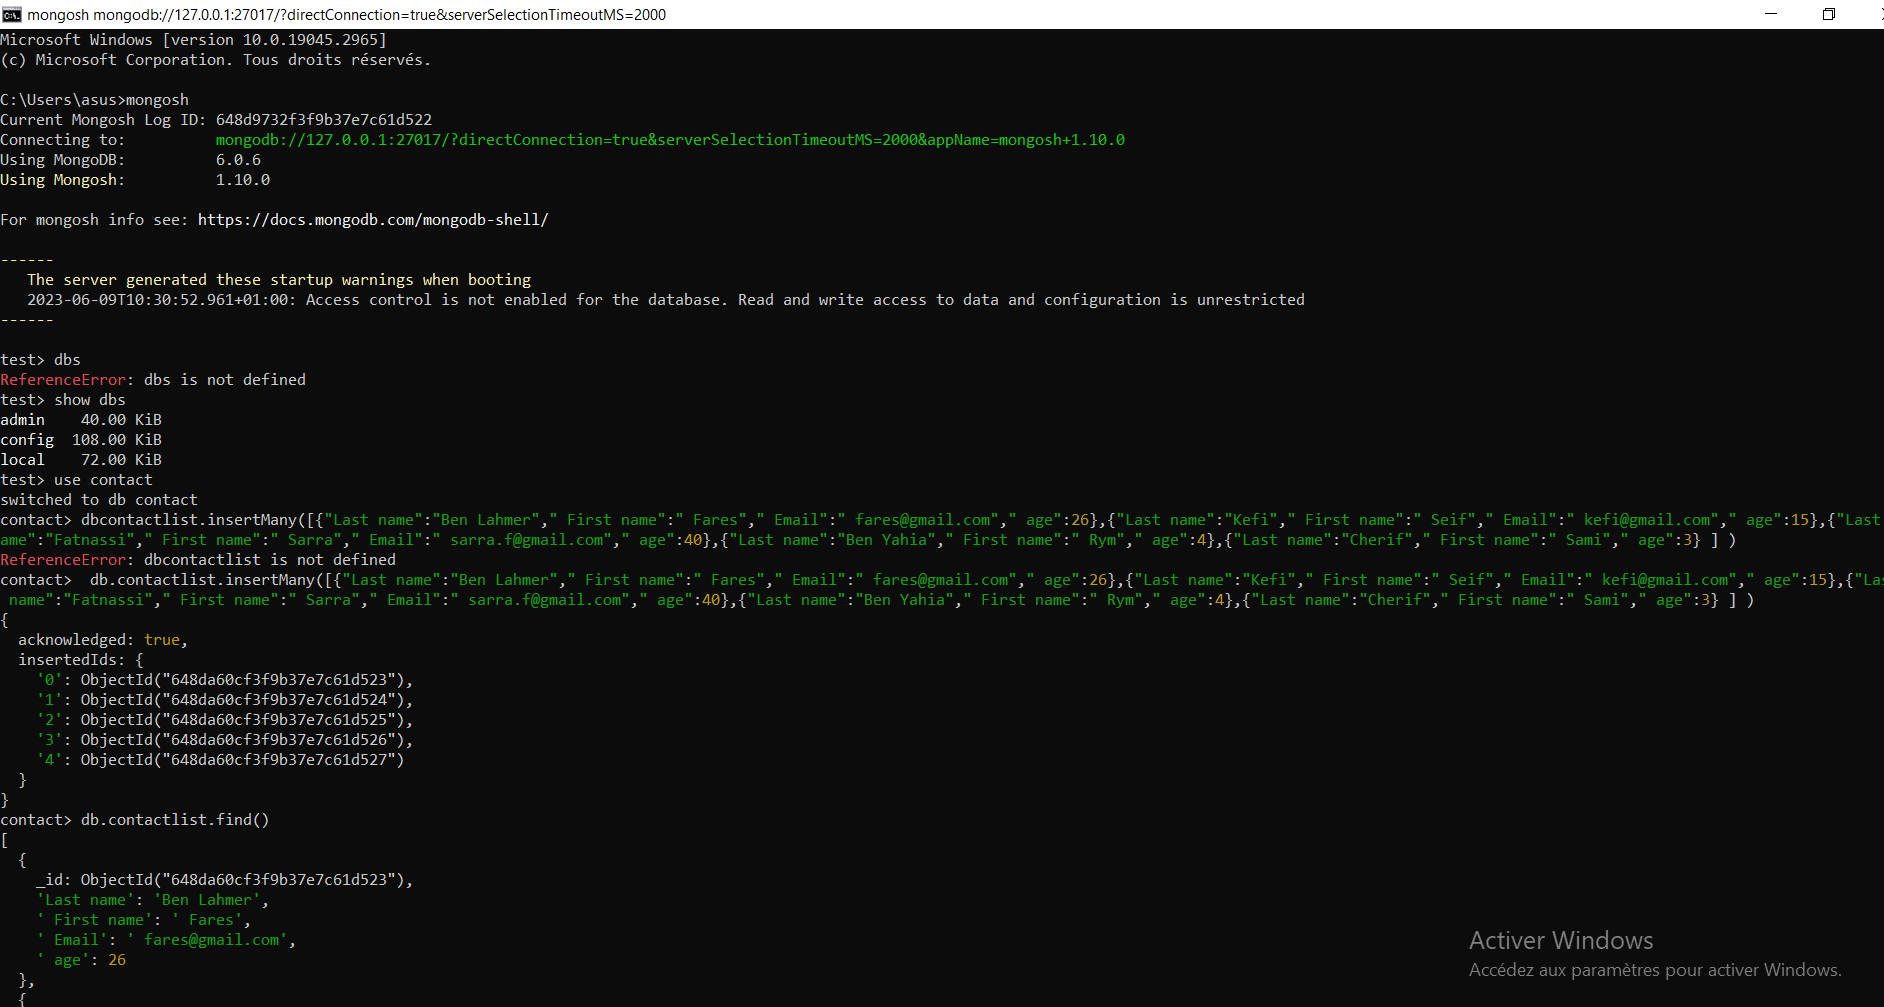 mongosh mongodb://127.0.0.1:27017/?directConnection=true&serverSelectionTimeoutMS=2000
Microsoft Windows [version 10.0.19045.2965]
(c) Microsoft Corporation. Tous droits réservés.
C:\Users\asus>mongosh
Current Mongosh Log ID: 648d9732f3f9b37e7c61d522
Connecting to:          mongodb://127.0.0.1:27017/?directConnection=true&serverSelectionTimeoutMS=2000&appName=mongosh+1.10.0
Using MongoDB:          6.0.6
Using Mongosh:          1.10.0
For mongosh info see: https://docs.mongodb.com/mongodb-shell/
------
   The server generated these startup warnings when booting
   2023-06-09T10:30:52.961+01:00: Access control is not enabled for the database. Read and write access to data and configuration is unrestricted
------
test> dbs
ReferenceError: dbs is not defined
test> show dbs
admin    40.00 KiB
config  108.00 KiB
local    72.00 KiB
test> use contact
switched to db contact
contact> dbcontactlist.insertMany([{"Last name":"Ben Lahmer"," First name":" Fares"," Email":" fares@gmail.com"," age":26},{"Last name":"Kefi"," First name":" Seif"," Email":" kefi@gmail.com"," age":15},{"Last
ame":"Fatnassi"," First name":" Sarra"," Email":" sarra.f@gmail.com"," age":40},{"Last name":"Ben Yahia"," First name":" Rym"," age":4},{"Last name":"Cherif"," First name":" Sami"," age":3} ] )
ReferenceError: dbcontactlist is not defined
contact>  db.contactlist.insertMany([{"Last name":"Ben Lahmer"," First name":" Fares"," Email":" fares@gmail.com"," age":26},{"Last name":"Kefi"," First name":" Seif"," Email":" kefi@gmail.com"," age":15},{"Las
 name":"Fatnassi"," First name":" Sarra"," Email":" sarra.f@gmail.com"," age":40},{"Last name":"Ben Yahia"," First name":" Rym"," age":4},{"Last name":"Cherif"," First name":" Sami"," age":3} ] )
{
  acknowledged: true,
  insertedIds: {
    '0': ObjectId("648da60cf3f9b37e7c61d523"),
    '1': ObjectId("648da60cf3f9b37e7c61d524"),
    '2': ObjectId("648da60cf3f9b37e7c61d525"),
    '3': ObjectId("648da60cf3f9b37e7c61d526"),
    '4': ObjectId("648da60cf3f9b37e7c61d527")
  }
}
contact> db.contactlist.find()
[
  {
    _id: ObjectId("648da60cf3f9b37e7c61d523"),
    'Last name': 'Ben Lahmer',
    ' First name': ' Fares',
    ' Email': ' fares@gmail.com',
    ' age': 26
  },
  {
Activer Windows
Accédez aux paramètres pour activer Windows.